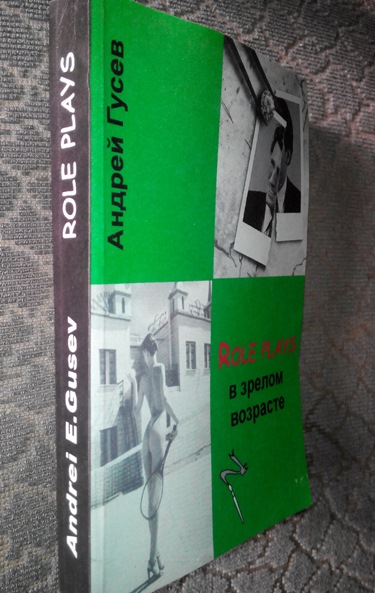 Andrei E.Gusev ROLE PLAYS
Андрей Гусев
ROLE PLAYS
в зрелом
возрасте